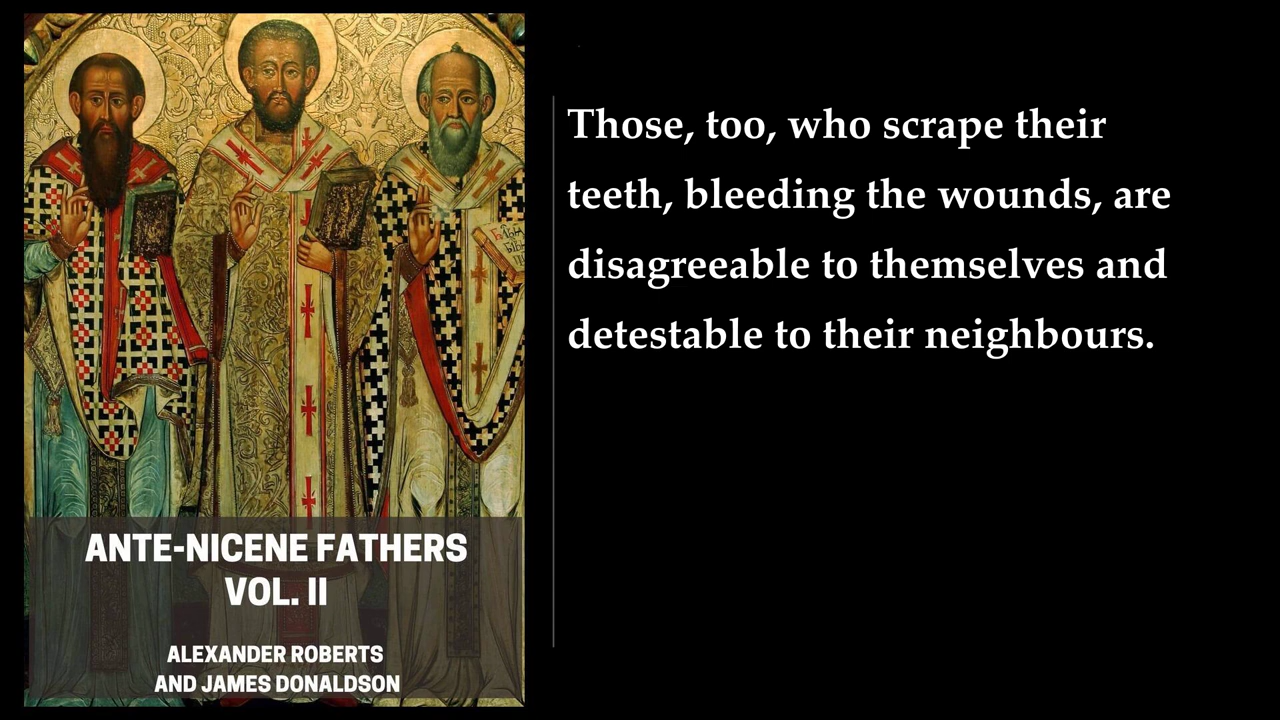 Those, too, who scrape their
teeth, bleeding the wounds, are
disagreeable to themselves and
detestable to their neighbours.
ANTE-NICENE FATHERS
VOL. II
ALEXANDER ROBERTS
AND JAMES DONALDSON